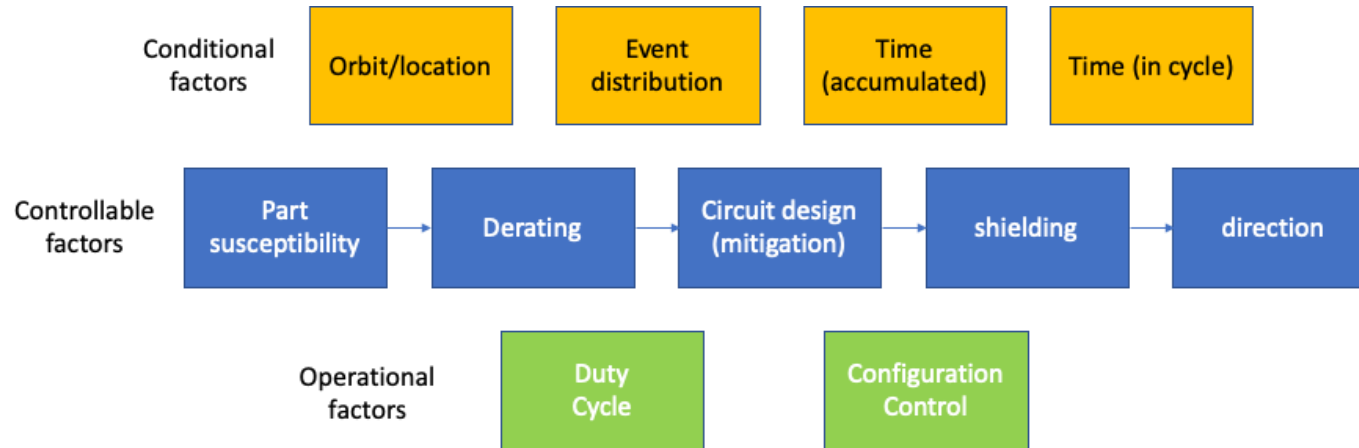 Conditional
factors
Orbit/location
Event
distribution
Time
(accumulated)
Time (in cycle)
Controllable
factors
Part
susceptibility
Derating
Circuit design
(mitigation)
shielding
direction
Operational
factors
Duty
Cycle
Configuration
Control